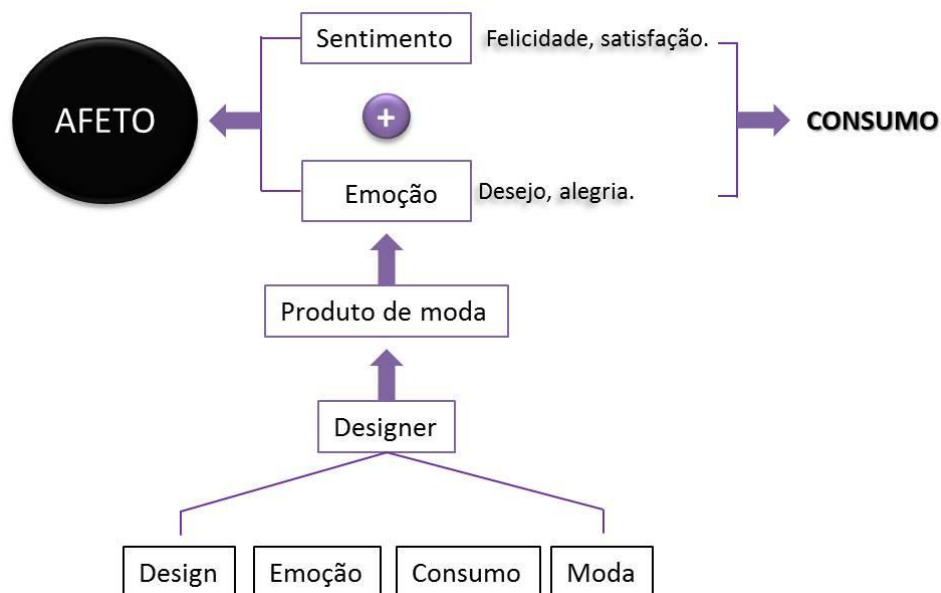 Sentimento Felicidade, satisfação.
AFETO
+
CONSUMO
Emoção Desejo, alegria.
Produto de moda
Designer
Design Emoção Consumo Moda